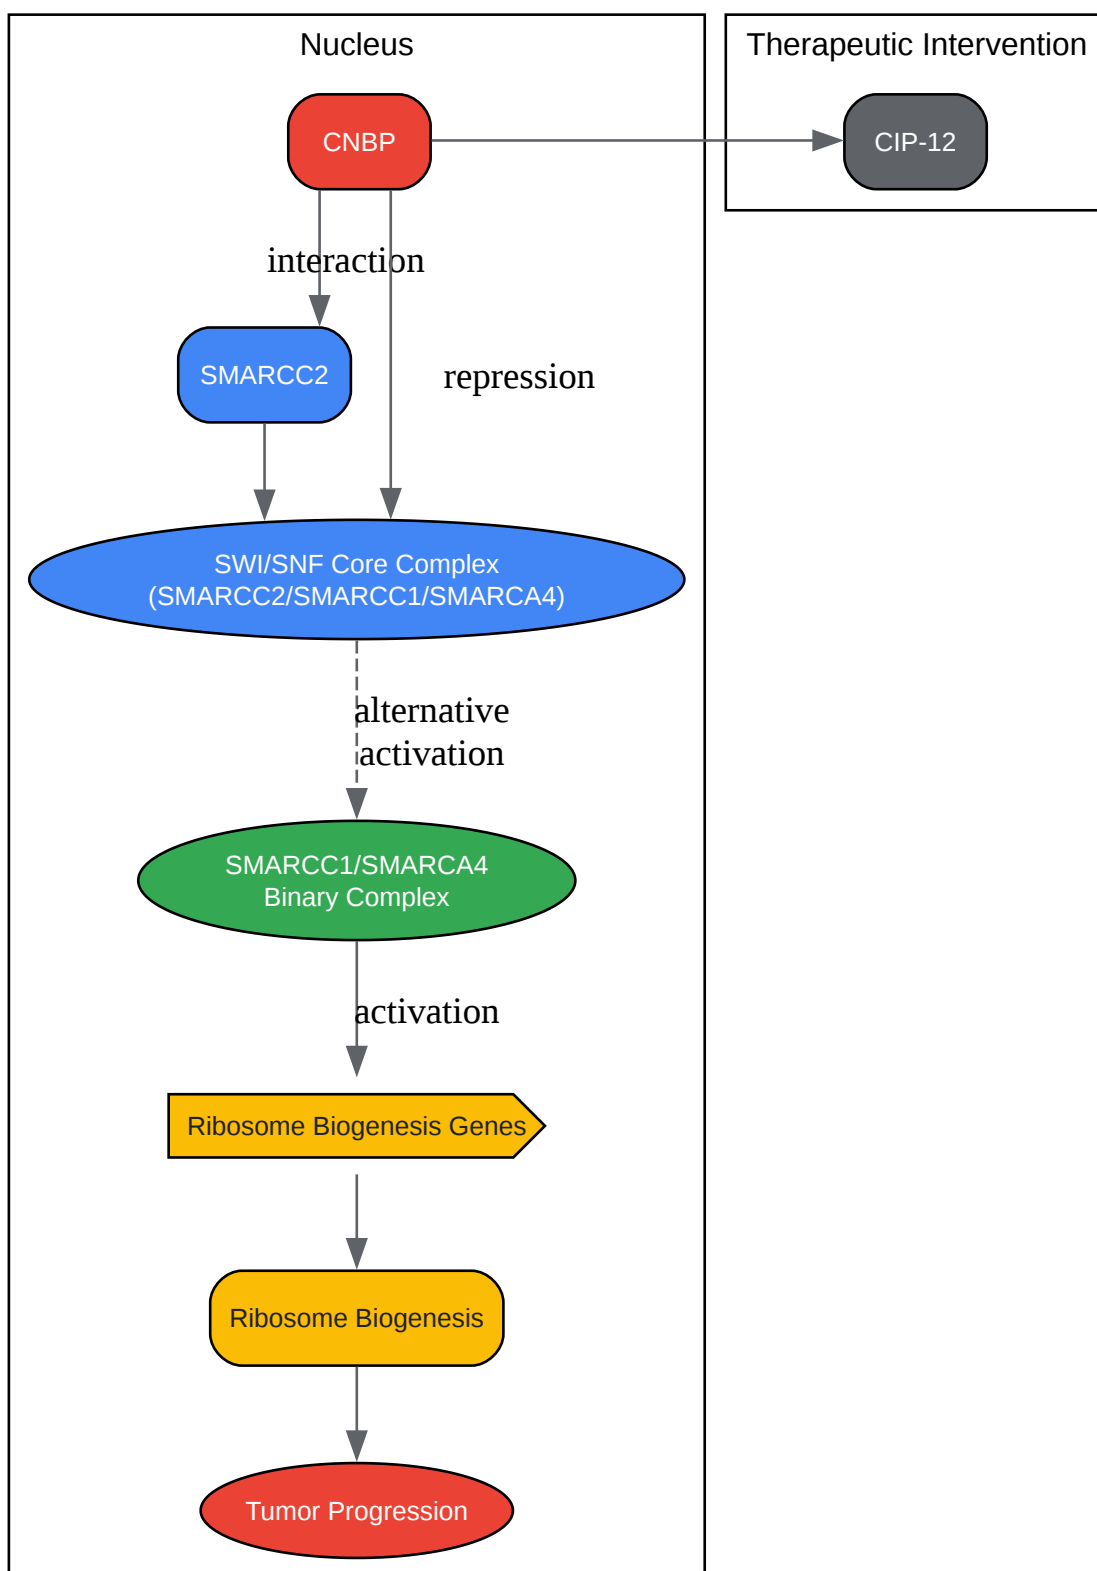 Nucleus
Therapeutic Intervention
CNBP
CIP-12
interaction
SMARCC2
repression
SWI/SNF Core Complex
(SMARCC2/SMARCC1/SMARCA4)
alternative
activation
SMARCC1/SMARCA4
Binary Complex
activation
Ribosome Biogenesis Genes
Ribosome Biogenesis
Tumor Progression